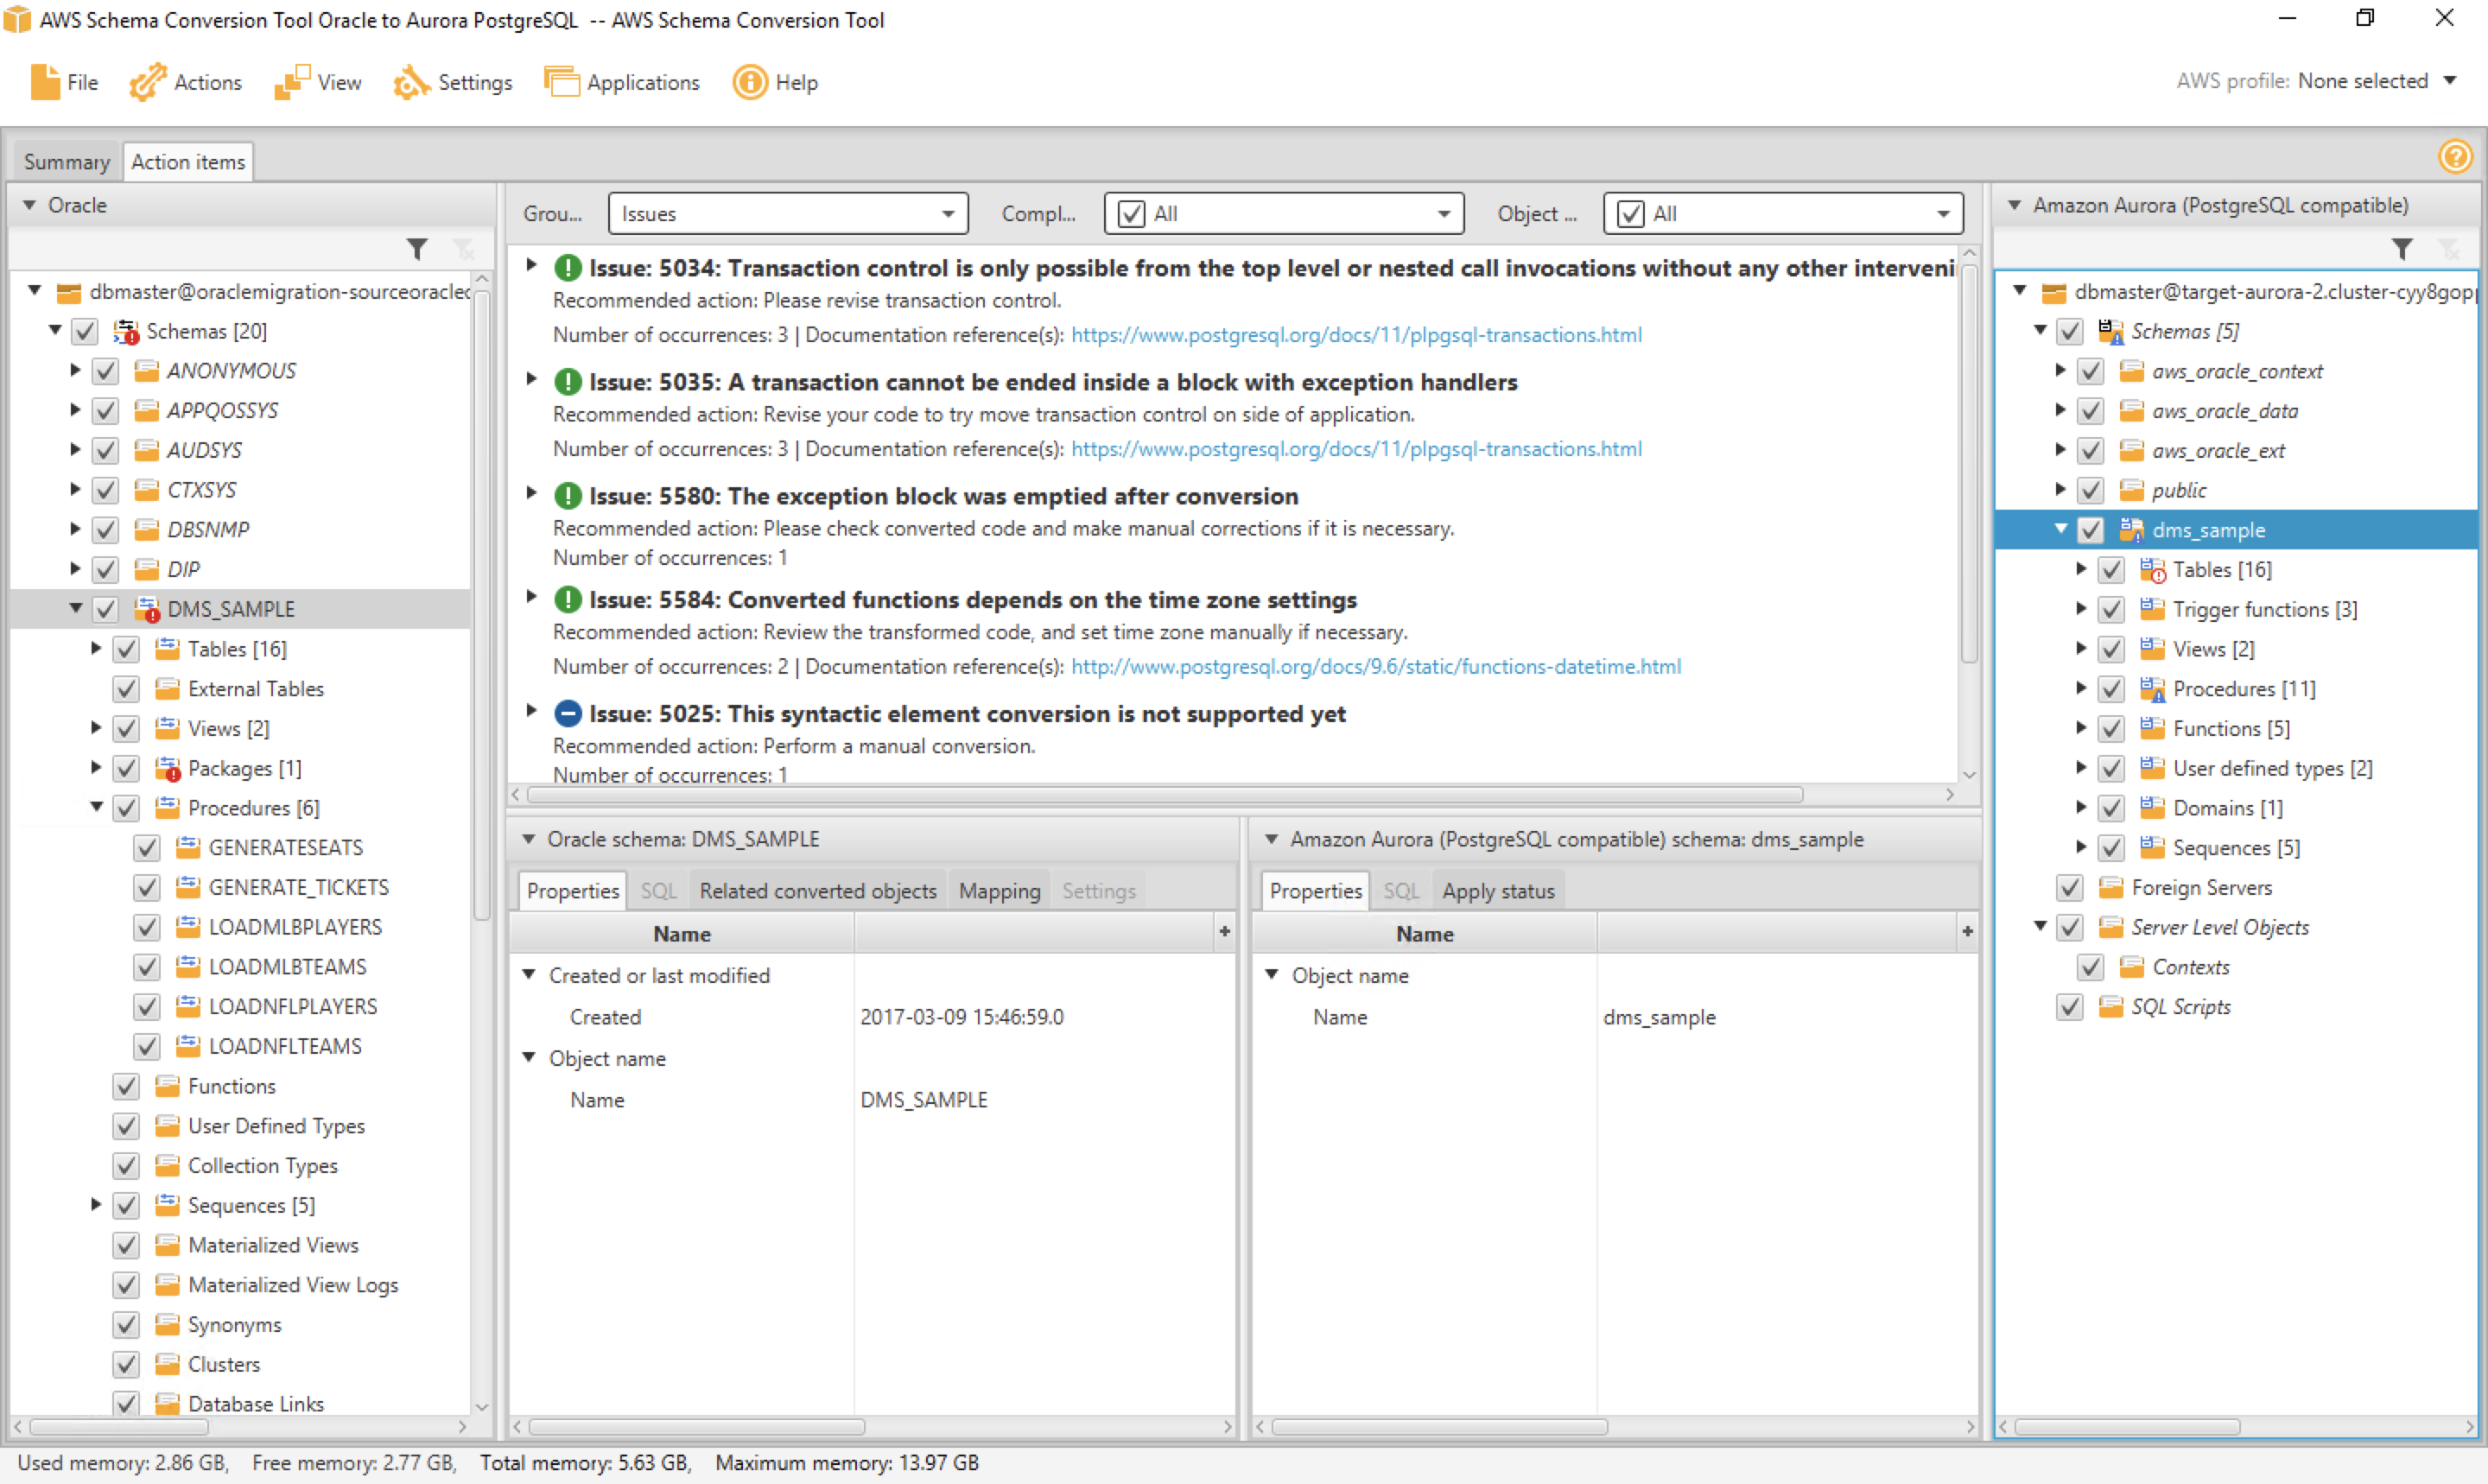 AWS Schema Conversion Tool Oracle to Aurora PostgreSQL -- AWS Schema Conversion Tool
File Actions View Settings Applications Help
AWS profile: None selected
Summary Action items
Oracle
dbmaster@oraclemigration-sourceoracled
Schemas [20]
ANONYMOUS
APPQOSSYS
AUDSYS
CTXSYS
DBSNMP
DIP
DMS_SAMPLE
Tables [16]
External Tables
Views [2]
Packages [1]
Procedures [6]
GENERATESEATS
GENERATE_TICKETS
LOADMLBPLAYERS
LOADMLBTEAMS
LOADNFLPLAYERS
LOADNFLTEAMS
Functions
User Defined Types
Collection Types
Sequences [5]
Materialized Views
Materialized View Logs
Synonyms
Clusters
Database Links
Grou... Issues Compl... All Object ... All
Issue: 5034: Transaction control is only possible from the top level or nested call invocations without any other interveni
Recommended action: Please revise transaction control.
Number of occurrences: 3 | Documentation reference(s): https://www.postgresql.org/docs/11/plpgsql-transactions.html
Issue: 5035: A transaction cannot be ended inside a block with exception handlers
Recommended action: Revise your code to try move transaction control on side of application.
Number of occurrences: 3 | Documentation reference(s): https://www.postgresql.org/docs/11/plpgsql-transactions.html
Issue: 5580: The exception block was emptied after conversion
Recommended action: Please check converted code and make manual corrections if it is necessary.
Number of occurrences: 1
Issue: 5584: Converted functions depends on the time zone settings
Recommended action: Review the transformed code, and set time zone manually if necessary.
Number of occurrences: 2 | Documentation reference(s): http://www.postgresql.org/docs/9.6/static/functions-datetime.html
Issue: 5025: This syntactic element conversion is not supported yet
Recommended action: Perform a manual conversion.
Number of occurrences: 1
Oracle schema: DMS_SAMPLE
Properties SQL Related converted objects Mapping Settings
Name
Created or last modified
Created 2017-03-09 15:46:59.0
Object name
Name DMS_SAMPLE
Amazon Aurora (PostgreSQL compatible) schema: dms_sample
Properties SQL Apply status
Name
Object name
Name dms_sample
Amazon Aurora (PostgreSQL compatible)
dbmaster@target-aurora-2.cluster-cyy8gop
Schemas [5]
aws_oracle_context
aws_oracle_data
aws_oracle_ext
public
dms_sample
Tables [16]
Trigger functions [3]
Views [2]
Procedures [11]
Functions [5]
User defined types [2]
Domains [1]
Sequences [5]
Foreign Servers
Server Level Objects
Contexts
SQL Scripts
Used memory: 2.86 GB, Free memory: 2.77 GB, Total memory: 5.63 GB, Maximum memory: 13.97 GB